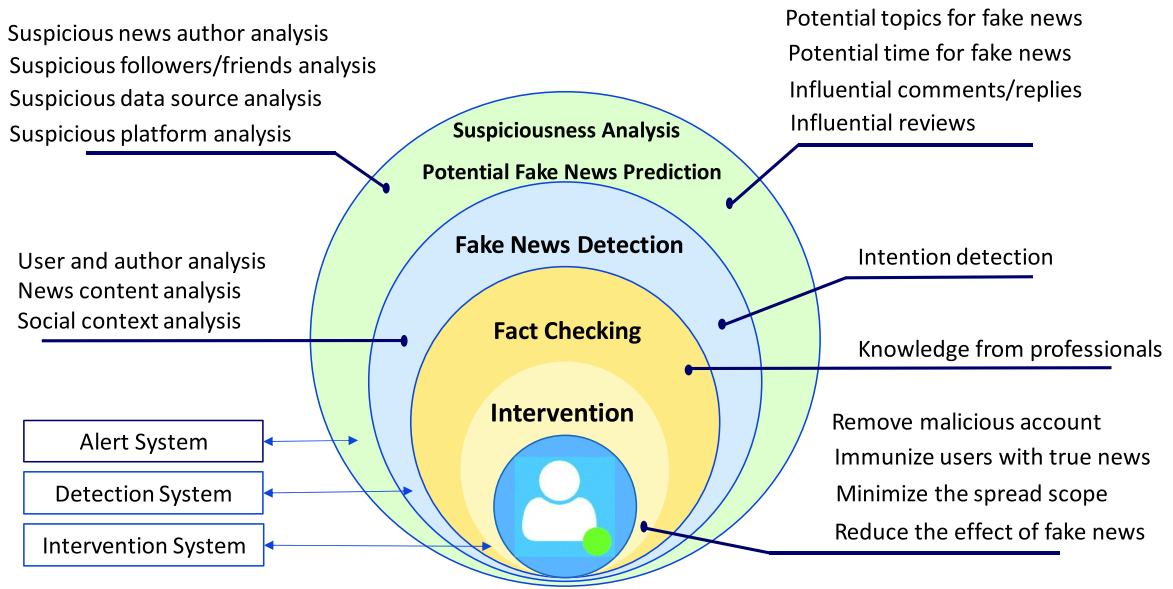 Suspicious news author analysis
Suspicious followers/friends analysis
Suspicious data source analysis
Suspicious platform analysis
Potential topics for fake news
Potential time for fake news
Influential comments/replies
Influential reviews
Suspiciousness Analysis
Potential Fake News Prediction
Fake News Detection
User and author analysis
News content analysis
Social context analysis
Intention detection
Fact Checking
Knowledge from professionals
Intervention
Remove malicious account
Immunize users with true news
Minimize the spread scope
Reduce the effect of fake news
Alert System
Detection System
Intervention System